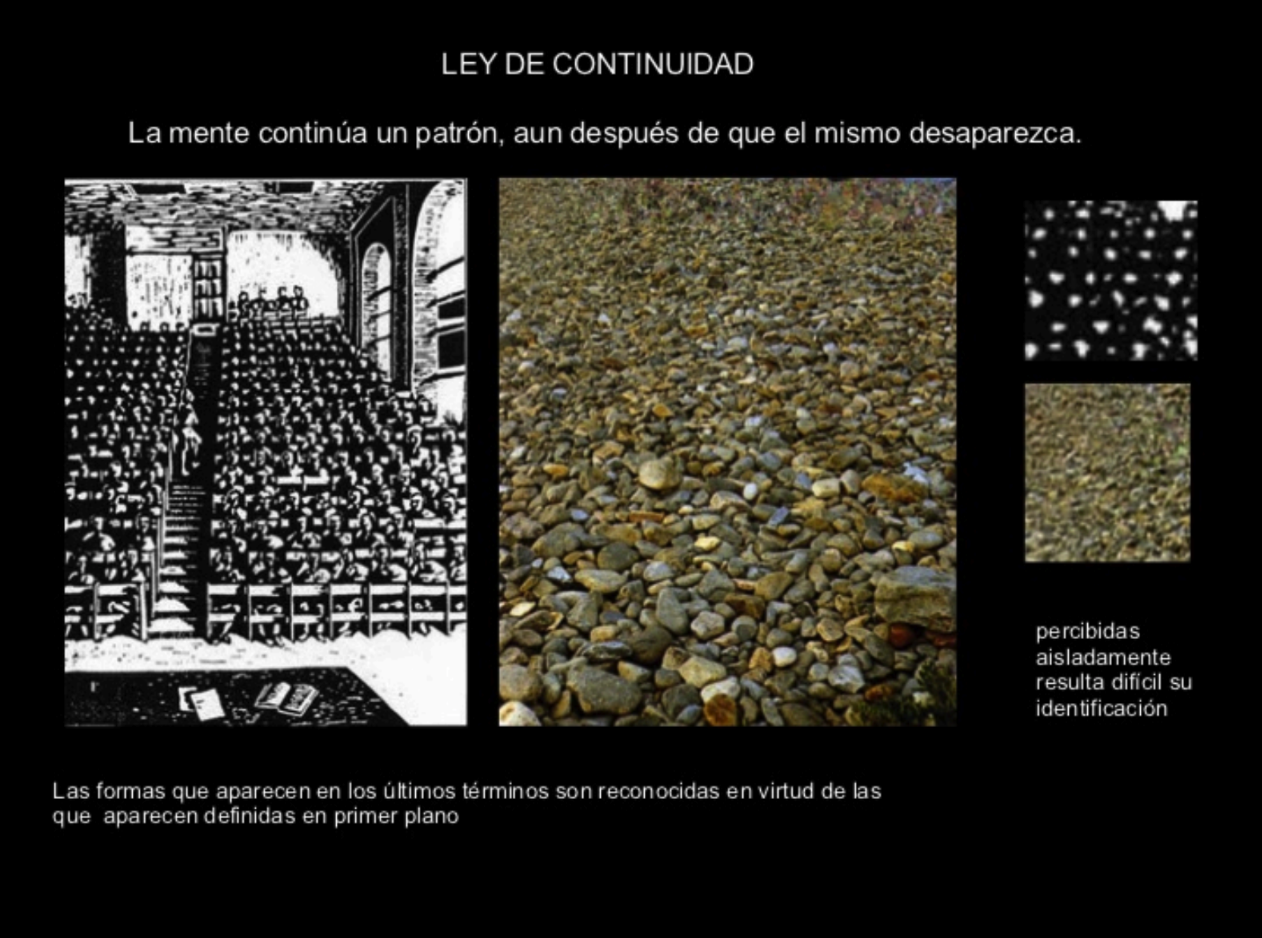 LEY DE CONTINUIDAD
La mente continúa un patrón, aun después de que el mismo desaparezca.
percibidas
aisladamente
resulta difícil su
identificación
Las formas que aparecen en los últimos términos son reconocidas en virtud de las
que aparecen definidas en primer plano